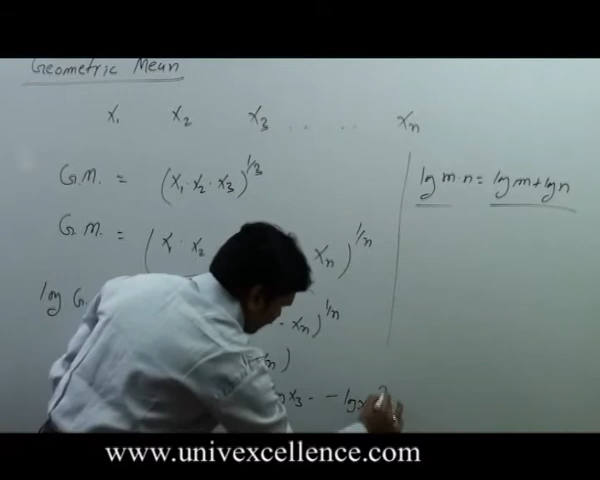 Geometric Mean
X1 X2 X3 .. .. Xn
G.M. = (X1 · X2 · X3)^1/3
log m·n = log m + log n
G.M. = (X1 · X2 Xn)^1/n
log G. - Xn)^1/n
Xn)
X3 - - log
www.univexcellence.com